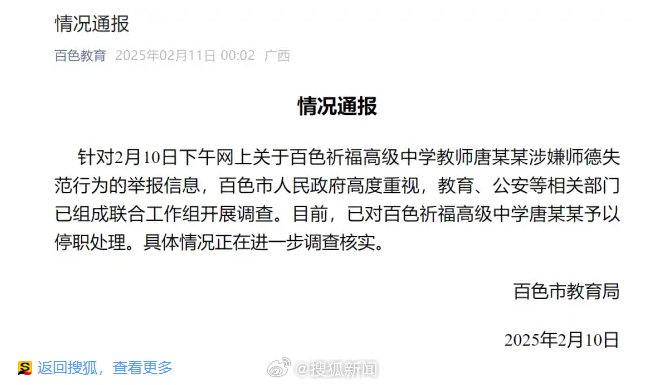 情况通报
百色教育 2025年02月11日 00:02 广西
情况通报
针对2月10日下午网上关于百色祈福高级中学教师唐某某涉嫌师德失
范行为的举报信息，百色市人民政府高度重视，教育、公安等相关部门
已组成联合工作组开展调查。目前，已对百色祈福高级中学唐某某予以
停职处理。具体情况正在进一步调查核实。
百色市教育局
2025年2月10日
S 返回搜狐，查看更多
@搜狐新闻